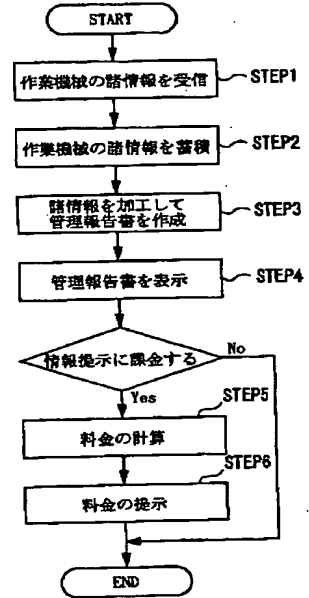 START
作業機械の諸情報を受信
STEP1
作業機械の諸情報を蓄積
STEP2
諸情報を加工して
管理報告書を作成
STEP3
管理報告書を表示
STEP4
情報提示に課金する
No
Yes
STEP5
料金の計算
STEP6
料金の提示
END